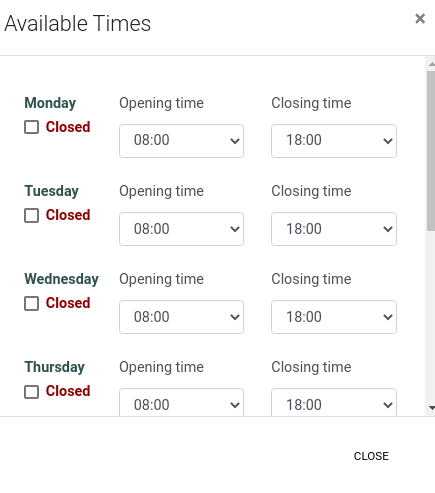 Available Times
×
Monday Opening time Closing time
Closed 08:00 18:00
Tuesday Opening time Closing time
Closed 08:00 18:00
Wednesday Opening time Closing time
Closed 08:00 18:00
Thursday Opening time Closing time
Closed 08:00 18:00
CLOSE